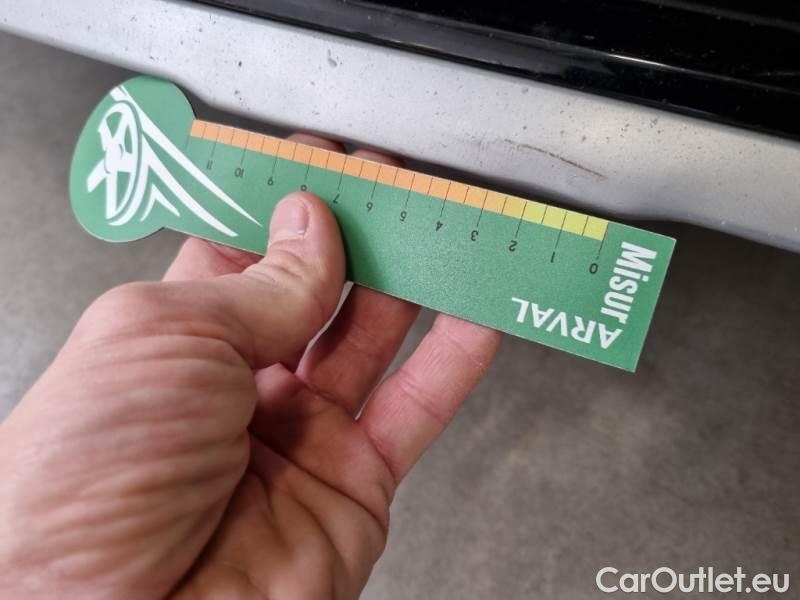 11 10 9 8 7 6 5 4 3 2 1 0
Misur
ARVAL
CarOutlet.eu